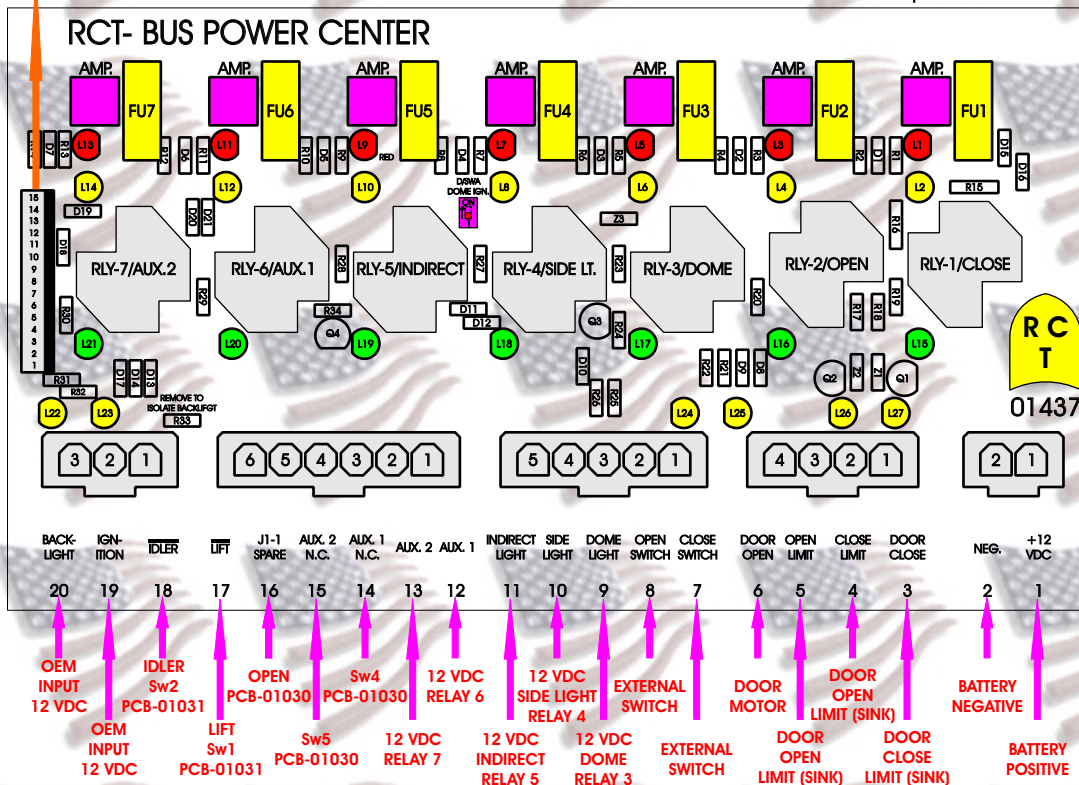 RCT- BUS POWER CENTER
AMP. AMP. AMP. AMP. AMP. AMP. AMP.
FU7 FU6 FU5 FU4 FU3 FU2 FU1
L13 L11 L9 L7 L5 L3 L1
D7 R13 R12 D6 R11 R10 D5 R9 RED R8 D4 R7 R6 D3 R5 R4 D2 R3 R2 D1 R1 D15 D16
L14 L12 L10 L8 L6 L4 L2 R15
D/SWA
DOME IGN.
ON
15
14
13
12
11
10
9
8
7
6
5
4
3
2
1
D19 D20 D21 Z3 R16
D18 R28 R27 R23
RLY-7/AUX.2 RLY-6/AUX.1 RLY-5/INDIRECT RLY-4/SIDE LT. RLY-3/DOME RLY-2/OPEN RLY-1/CLOSE
R30 R29 R34 D11 D12 R20 R17 R18 R19
Q4 Q3 R24
L21 L20 L19 L18 L17 L16 L15
R C
T
01437
R31 R32 D17 D14 D13 D10 R26 R25 R22 R21 D9 D8 Q2 Z2 Z1 Q1
REMOVE TO
ISOLATE BACKLIFGT
R33
L22 L23 L24 L25 L26 L27
3 2 1 6 5 4 3 2 1 5 4 3 2 1 4 3 2 1 2 1
BACK-
LIGHT
IGN-
ITION
IDLER
LIFT
J1-1
SPARE
AUX. 2
N.C.
AUX. 1
N.C.
AUX. 2
AUX. 1
INDIRECT
LIGHT
SIDE
LIGHT
DOME
LIGHT
OPEN
SWITCH
CLOSE
SWITCH
DOOR
OPEN
OPEN
LIMIT
CLOSE
LIMIT
DOOR
CLOSE
NEG.
+12
VDC
20 19 18 17 16 15 14 13 12 11 10 9 8 7 6 5 4 3 2 1
OEM
INPUT
12 VDC
OEM
INPUT
12 VDC
IDLER
Sw2
PCB-01031
LIFT
Sw1
PCB-01031
OPEN
PCB-01030
Sw5
PCB-01030
Sw4
PCB-01030
12 VDC
RELAY 7
12 VDC
RELAY 6
12 VDC
INDIRECT
RELAY 5
12 VDC
SIDE LIGHT
RELAY 4
12 VDC
DOME
RELAY 3
EXTERNAL
SWITCH
EXTERNAL
SWITCH
DOOR
MOTOR
DOOR
OPEN
LIMIT (SINK)
DOOR
OPEN
LIMIT (SINK)
DOOR
CLOSE
LIMIT (SINK)
BATTERY
NEGATIVE
BATTERY
POSITIVE